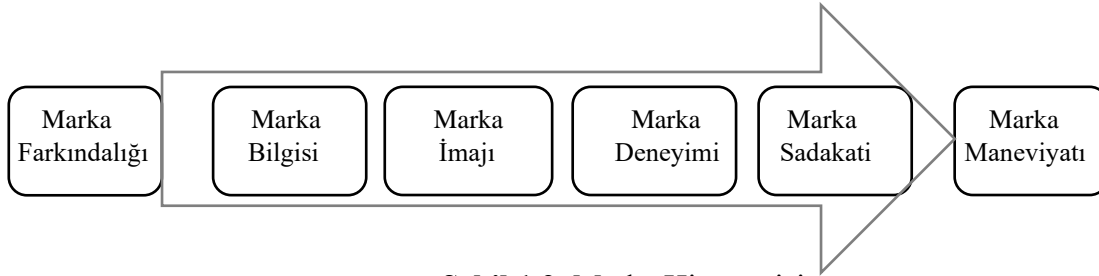 Marka Farkındalığı
Marka Bilgisi
Marka İmajı
Marka Deneyimi
Marka Sadakati
Marka Maneviyatı